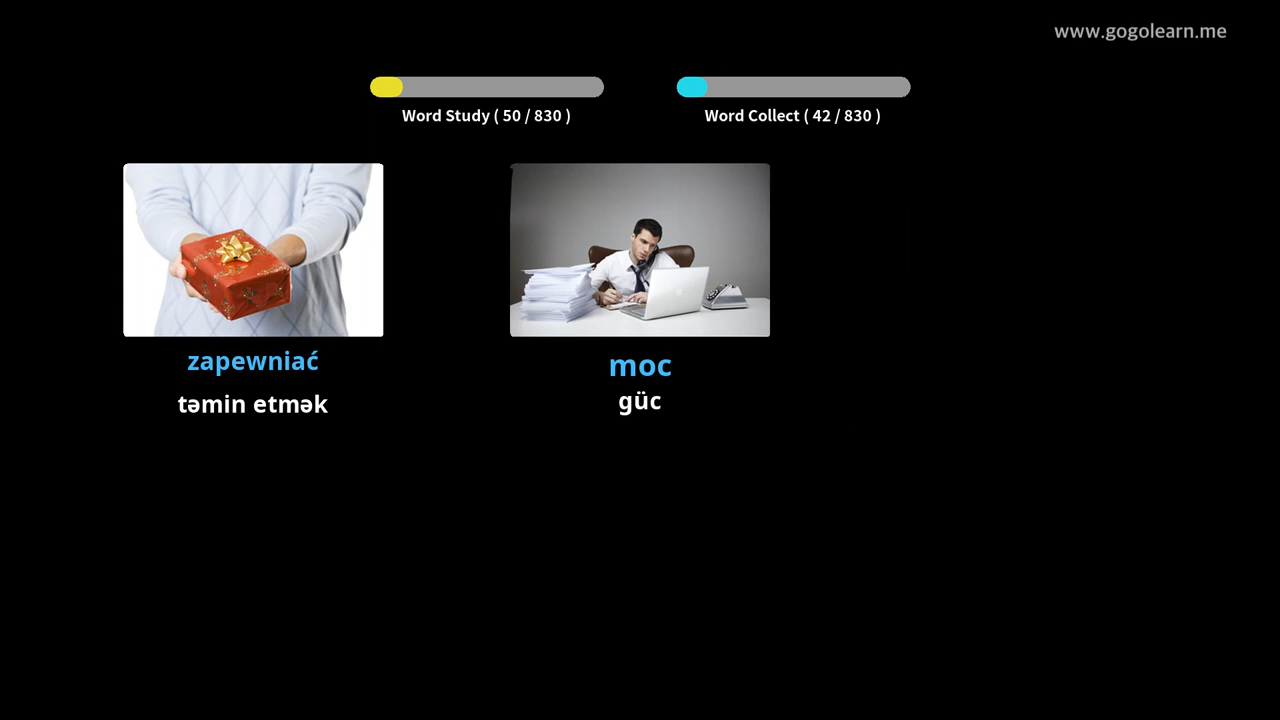 www.gogolearn.me
Word Study ( 50 / 830 )
Word Collect ( 42 / 830 )
zapewniać
təmin etmək
moc
güc